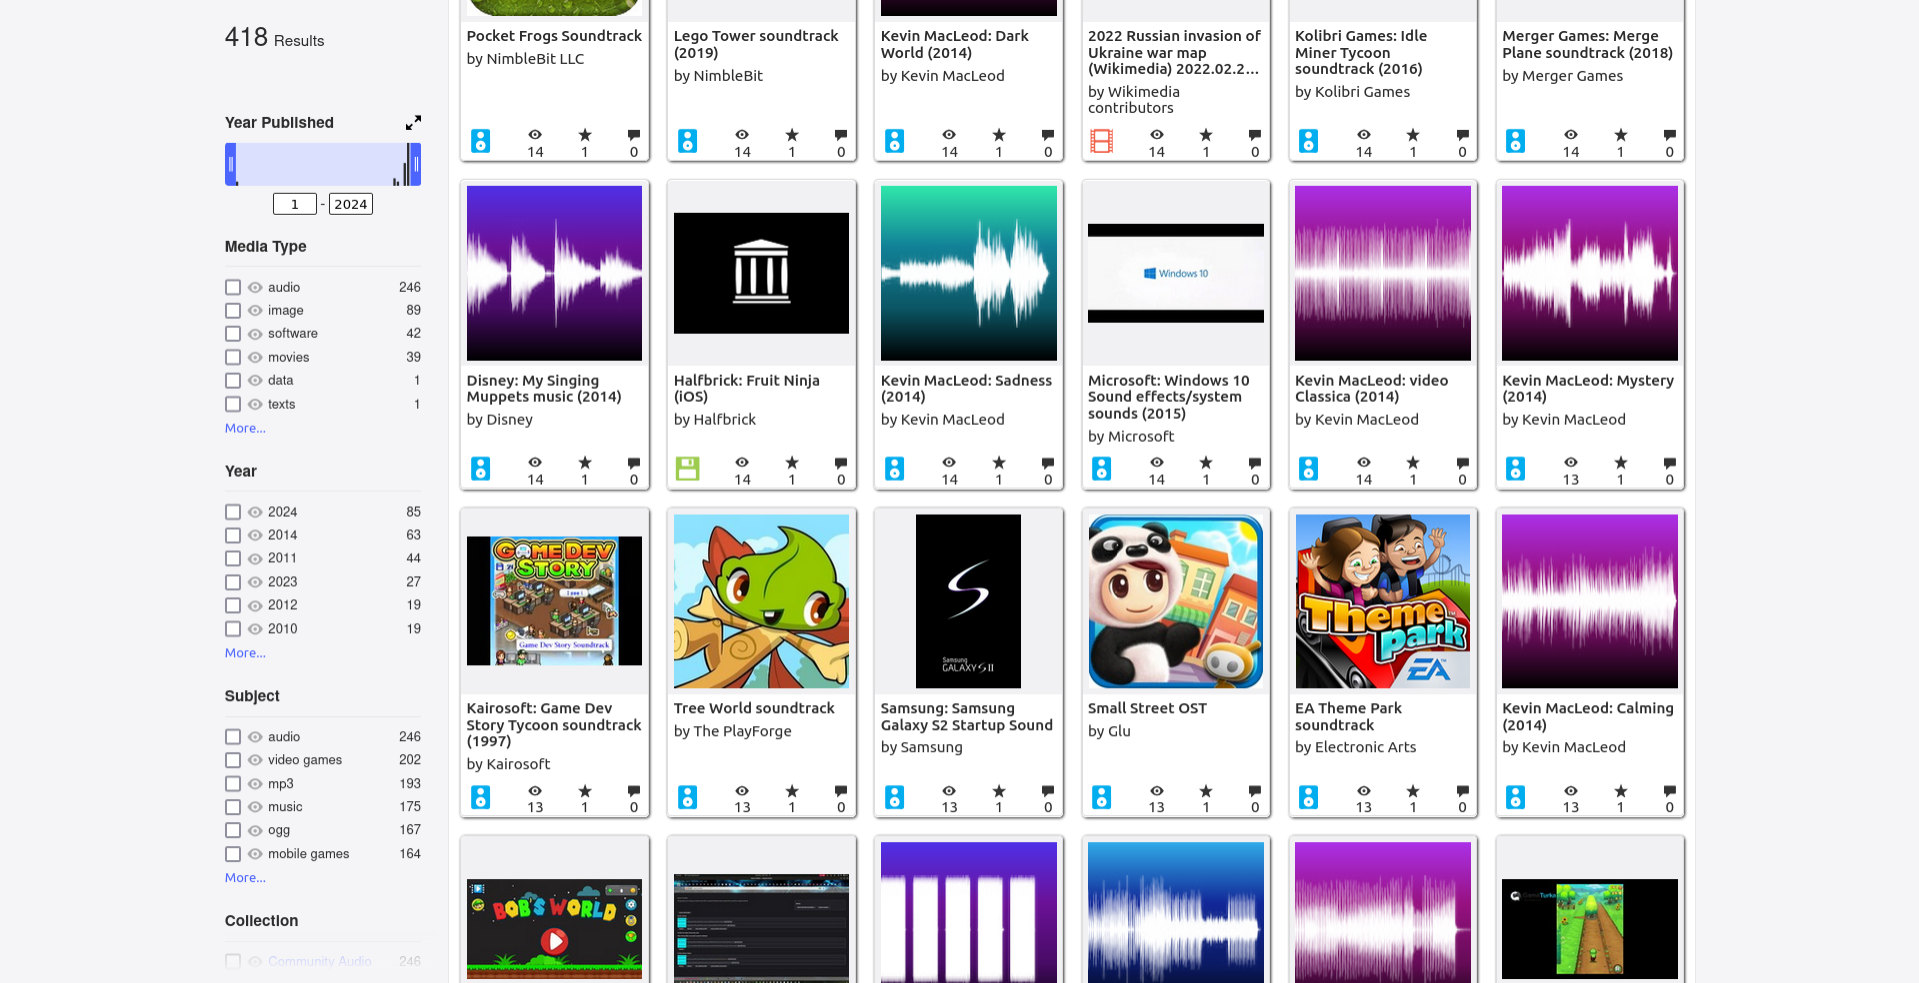 418 Results
Year Published
1 - 2024
Media Type
audio 246
image 89
software 42
movies 39
data 1
texts 1
More...
Year
2024 85
2014 63
2011 44
2023 27
2012 19
2010 19
More...
Subject
audio 246
video games 202
mp3 193
music 175
ogg 167
mobile games 164
More...
Collection
Community Audio 246
Pocket Frogs Soundtrack
by NimbleBit LLC
14 1 0
Lego Tower soundtrack
(2019)
by NimbleBit
14 1 0
Kevin MacLeod: Dark
World (2014)
by Kevin MacLeod
14 1 0
2022 Russian invasion of
Ukraine war map
(Wikimedia) 2022.02.2...
by Wikimedia
contributors
14 1 0
Kolibri Games: Idle
Miner Tycoon
soundtrack (2016)
by Kolibri Games
14 1 0
Merger Games: Merge
Plane soundtrack (2018)
by Merger Games
14 1 0
Disney: My Singing
Muppets music (2014)
by Disney
14 1 0
Halfbrick: Fruit Ninja
(iOS)
by Halfbrick
14 1 0
Kevin MacLeod: Sadness
(2014)
by Kevin MacLeod
14 1 0
Windows 10
Microsoft: Windows 10
Sound effects/system
sounds (2015)
by Microsoft
14 1 0
Kevin MacLeod: video
Classica (2014)
by Kevin MacLeod
14 1 0
Kevin MacLeod: Mystery
(2014)
by Kevin MacLeod
13 1 0
GAME DEV
STORY
Game Dev Story Soundtrack
Kairosoft: Game Dev
Story Tycoon soundtrack
(1997)
by Kairosoft
13 1 0
Tree World soundtrack
by The PlayForge
13 1 0
Samsung
GALAXY S II
Samsung: Samsung
Galaxy S2 Startup Sound
by Samsung
13 1 0
Small Street OST
by Glu
13 1 0
Theme
park
EA
EA Theme Park
soundtrack
by Electronic Arts
13 1 0
Kevin MacLeod: Calming
(2014)
by Kevin MacLeod
13 1 0
BOB'S WORLD